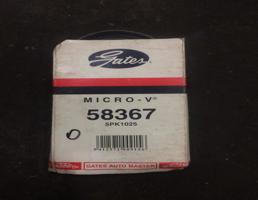 Gates
MICRO-V®
58367
5PK1025
GATES AUTO MASTER